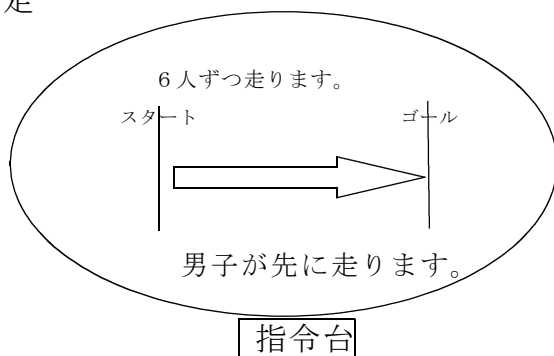 走
６人ずつ走ります。
スタート
ゴール
男子が先に走ります。
指令台